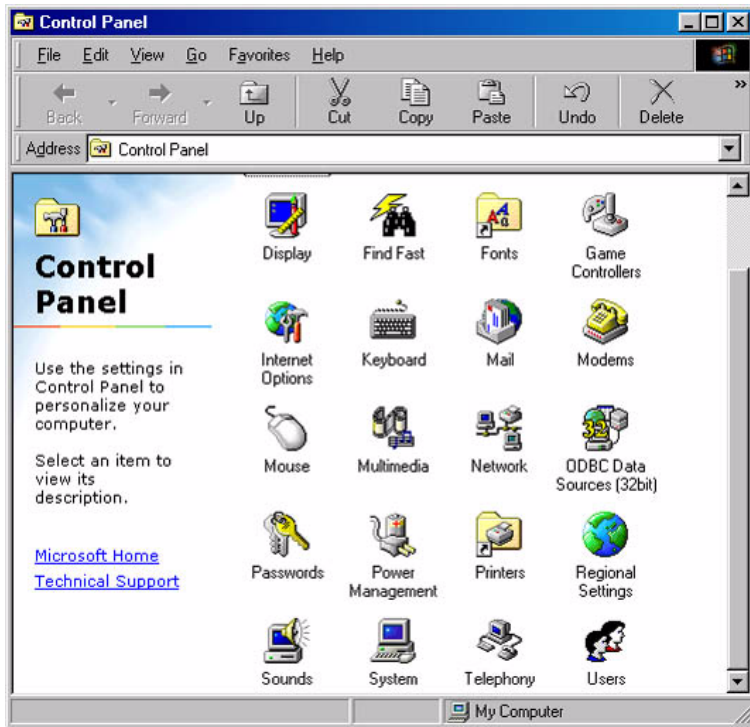 Control Panel
File Edit View Go Favorites Help
Back Forward Up Cut Copy Paste Undo Delete »
Address Control Panel
Control
Panel
Use the settings in
Control Panel to
personalize your
computer.
Select an item to
view its
description.
Microsoft Home
Technical Support
Display Find Fast Fonts Game
Controllers
Internet
Options Keyboard Mail Modems
Mouse Multimedia Network ODBC Data
Sources (32bit)
Passwords Power
Management Printers Regional
Settings
Sounds System Telephony Users
My Computer